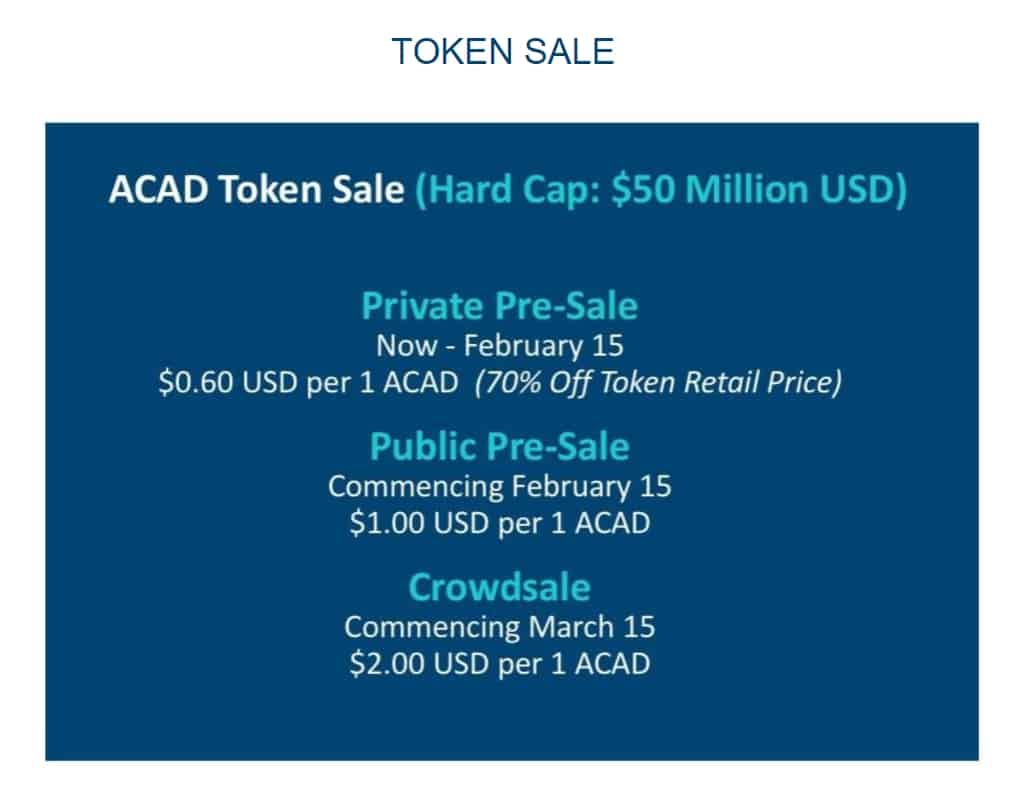 TOKEN SALE
ACAD Token Sale (Hard Cap: $50 Million USD)
Private Pre-Sale
Now - February 15
$0.60 USD per 1 ACAD (70% Off Token Retail Price)
Public Pre-Sale
Commencing February 15
$1.00 USD per 1 ACAD
Crowdsale
Commencing March 15
$2.00 USD per 1 ACAD